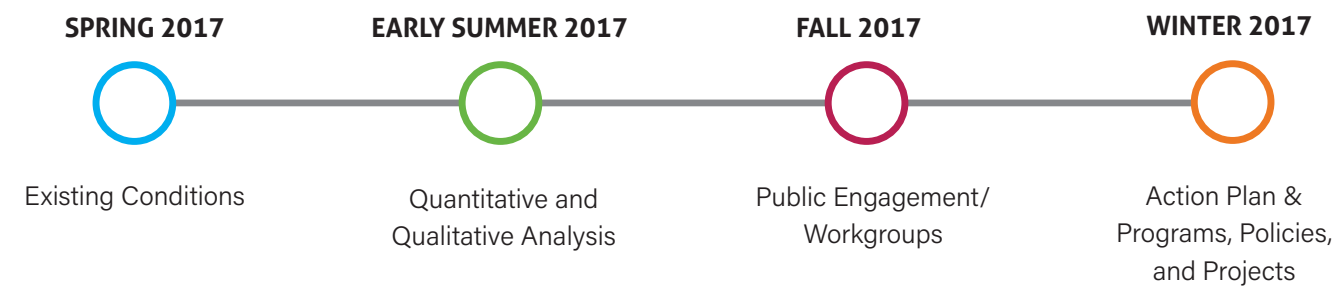 SPRING 2017
EARLY SUMMER 2017
FALL 2017
WINTER 2017
Existing Conditions
Quantitative and
Qualitative Analysis
Public Engagement/
Workgroups
Action Plan &
Programs, Policies,
and Projects